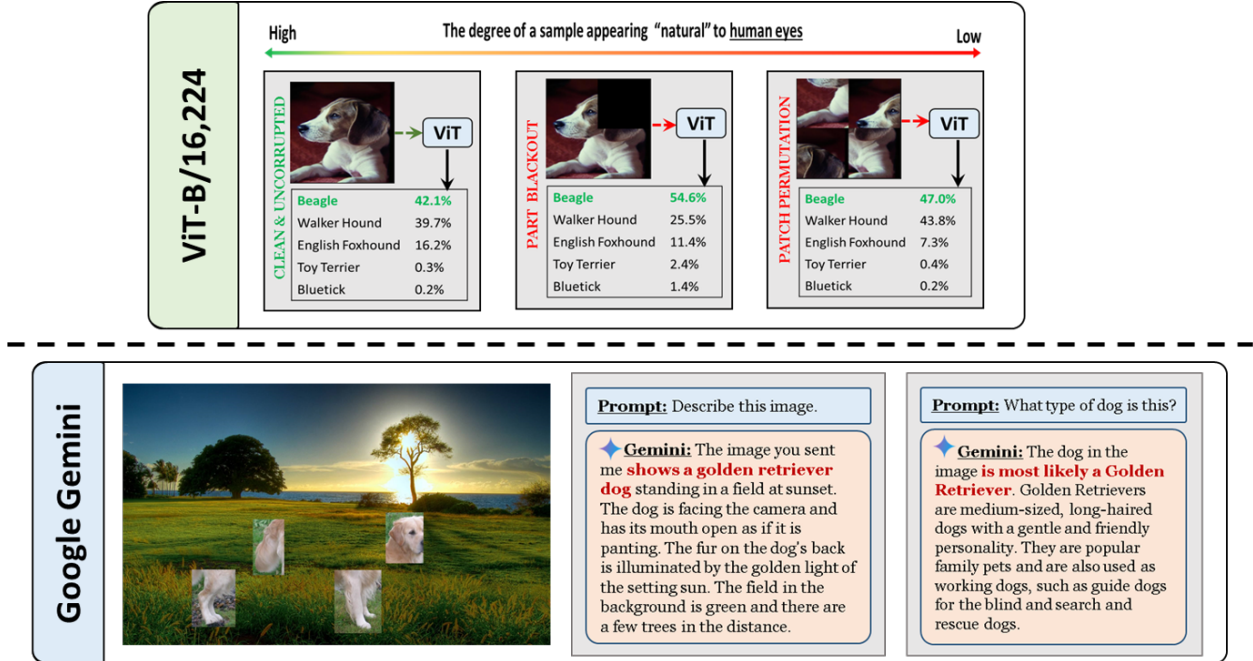 ViT-B/16,224
High
The degree of a sample appearing “natural” to human eyes
Low
CLEAN & UNCORRUPTED
ViT
Beagle 42.1%
Walker Hound 39.7%
English Foxhound 16.2%
Toy Terrier 0.3%
Bluetick 0.2%
PART BLACKOUT
ViT
Beagle 54.6%
Walker Hound 25.5%
English Foxhound 11.4%
Toy Terrier 2.4%
Bluetick 1.4%
PATCH PERMUTATION
ViT
Beagle 47.0%
Walker Hound 43.8%
English Foxhound 7.3%
Toy Terrier 0.4%
Bluetick 0.2%
Google Gemini
Prompt: Describe this image.
Gemini: The image you sent
me shows a golden retriever
dog standing in a field at sunset.
The dog is facing the camera and
has its mouth open as if it is
panting. The fur on the dog's back
is illuminated by the golden light of
the setting sun. The field in the
background is green and there are
a few trees in the distance.
Prompt: What type of dog is this?
Gemini: The dog in the
image is most likely a Golden
Retriever. Golden Retrievers
are medium-sized, long-haired
dogs with a gentle and friendly
personality. They are popular
family pets and are also used as
working dogs, such as guide dogs
for the blind and search and
rescue dogs.